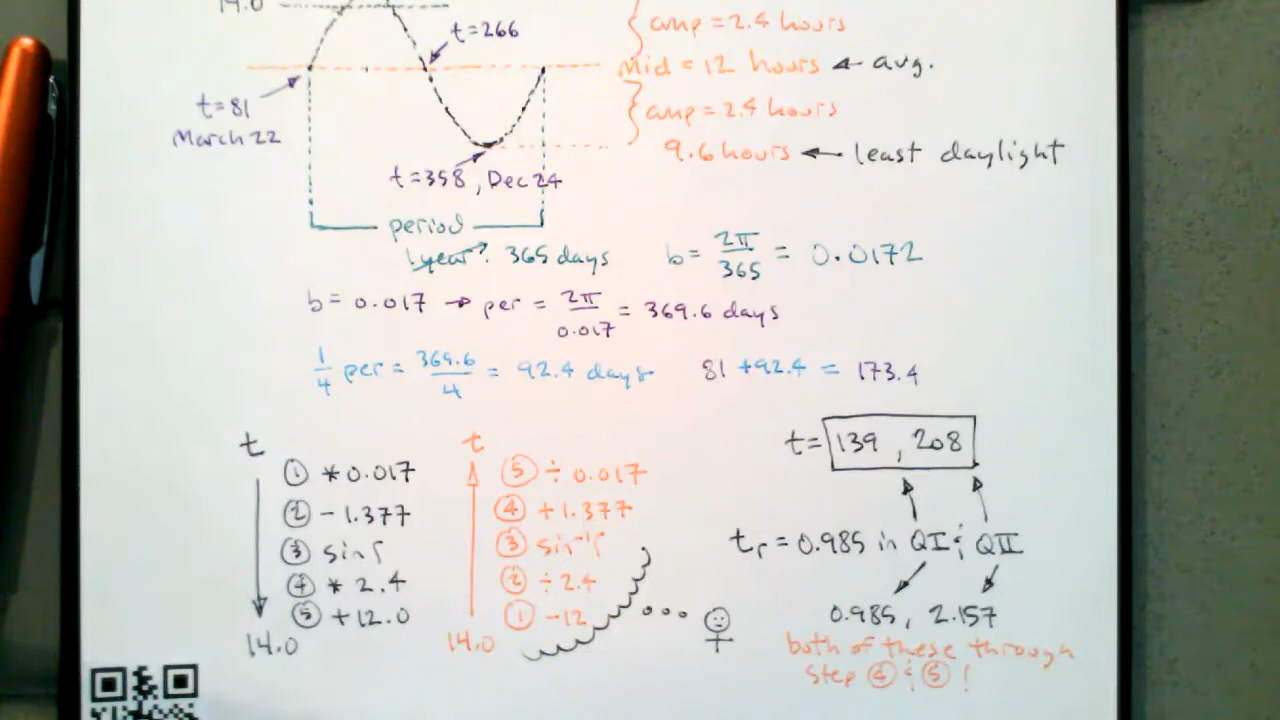 14.0
t=266
amp = 2.4 hours
mid = 12 hours ← avg.
t=81
March 22
amp = 2.4 hours
9.6 hours ← least daylight
t=358, Dec 24
period
1 year? 365 days
b = 2π/365 = 0.0172
b = 0.017 → per = 2π/0.017 = 369.6 days
1/4 per = 369.6/4 = 92.4 days
81 + 92.4 = 173.4
t
① * 0.017
② - 1.377
③ sin
④ * 2.4
⑤ + 12.0
14.0
t
⑤ ÷ 0.017
④ + 1.377
③ sin⁻¹
② ÷ 2.4
① - 12
14.0
t = 139, 208
tᵣ = 0.985 in QI & QII
0.985, 2.157
both of these through
step ④ & ⑤ !